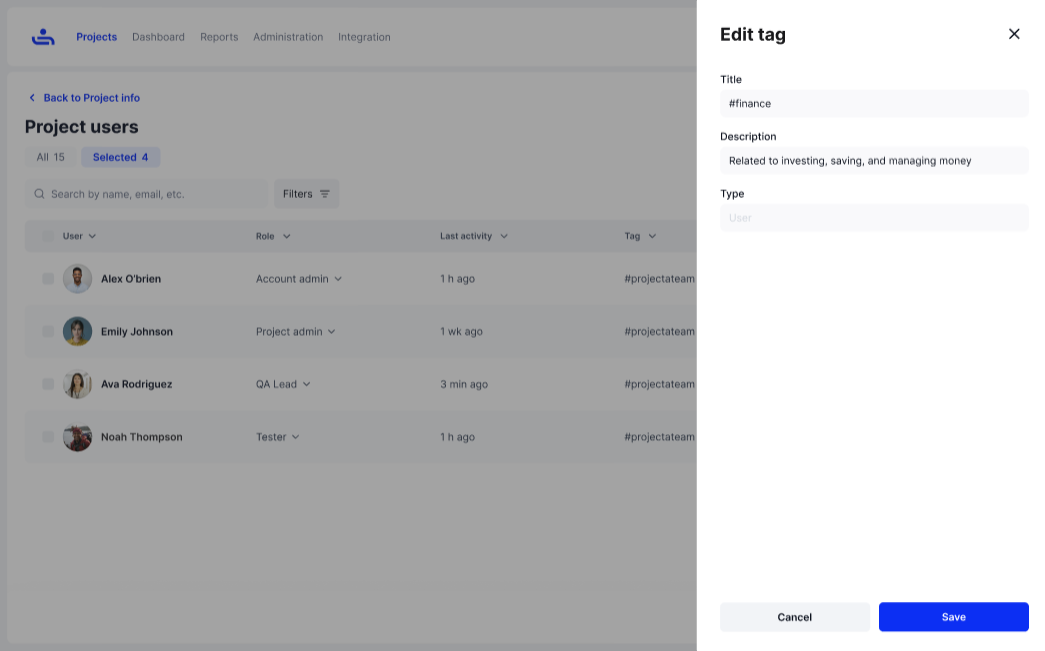 Projects Dashboard Reports Administration Integration
Back to Project info
Project users
All 15 Selected 4
Search by name, email, etc. Filters
User Role Last activity Tag
Alex O'brien Account admin 1 h ago #projectateam
Emily Johnson Project admin 1 wk ago #projectateam
Ava Rodriguez QA Lead 3 min ago #projectateam
Noah Thompson Tester 1 h ago #projectateam
Edit tag
Title
#finance
Description
Related to investing, saving, and managing money
Type
User
Cancel Save